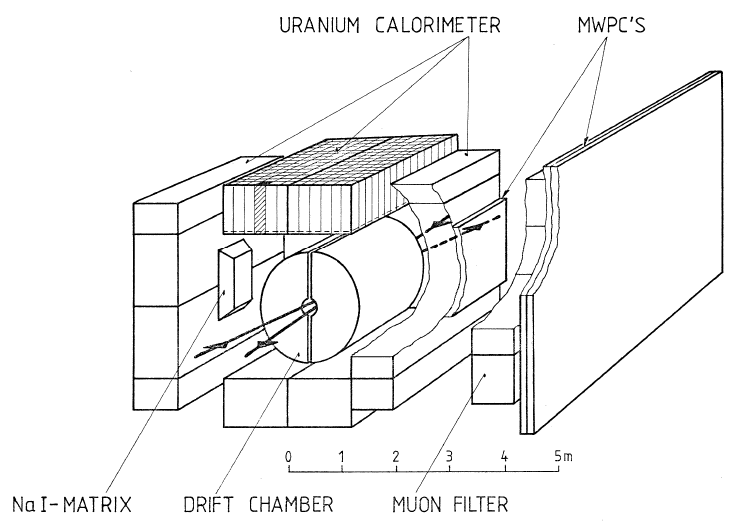 URANIUM CALORIMETER MWPC'S
0 1 2 3 4 5m
NaI-MATRIX DRIFT CHAMBER MUON FILTER